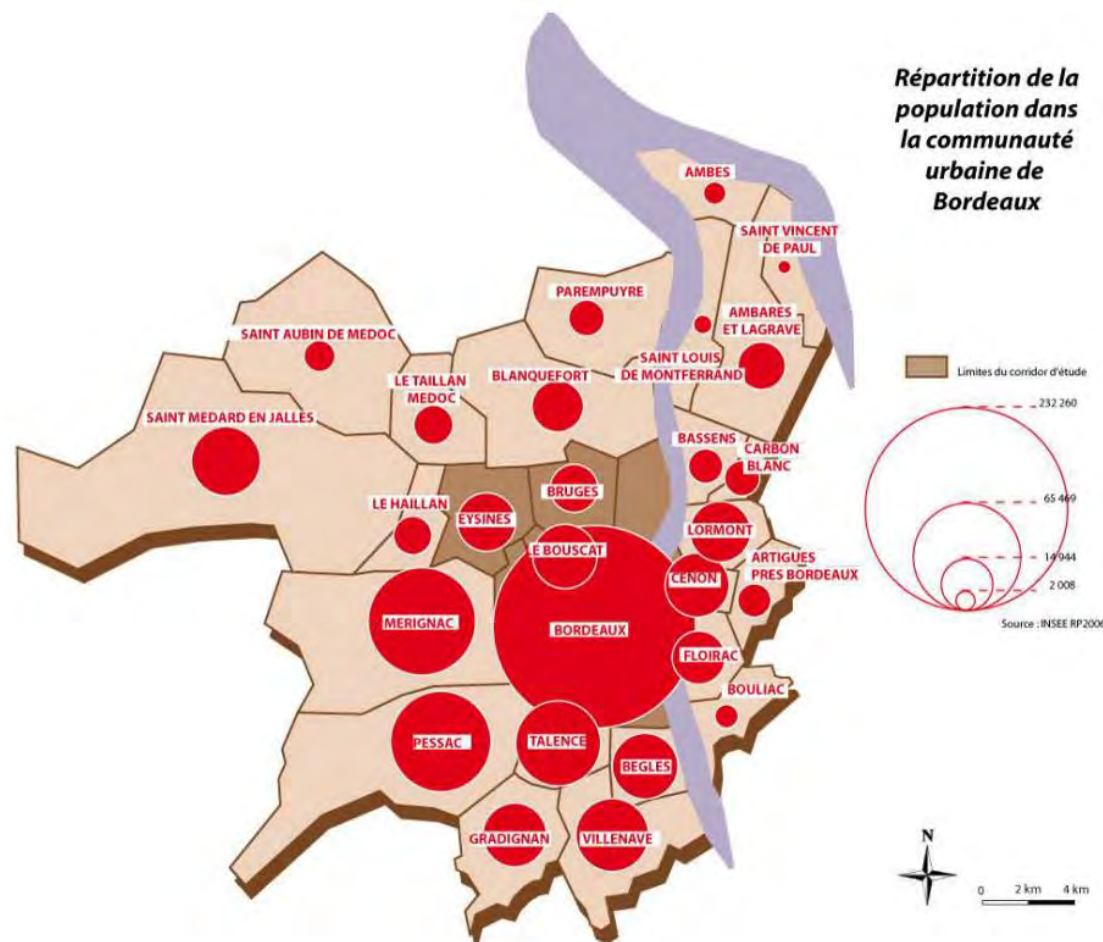 Répartition de la
population dans
la communauté
urbaine de
Bordeaux
AMBES
SAINT VINCENT
DE PAUL
PAREMPUYRE
AMBARES
ET LAGRAVE
SAINT AUBIN DE MEDOC
SAINT LOUIS
DE MONTFERRAND
LE TAILLAN
MEDOC
BLANQUEFORT
Limites du corridor d'étude
SAINT MEDARD EN JALLES
232 260
BASSENS
CARBON
BLANC
LE HAILLAN
BRUGES
65 469
EYSINES
LORMONT
LE BOUSCAT
ARTIGUES
PRES BORDEAUX
14 944
CENON
2 008
MERIGNAC
BORDEAUX
Source : INSEE RP2006
FLOIRAC
BOULIAC
PESSAC
TALENCE
BEGLES
GRADIGNAN
VILLENAVE
N
0 2 km 4 km